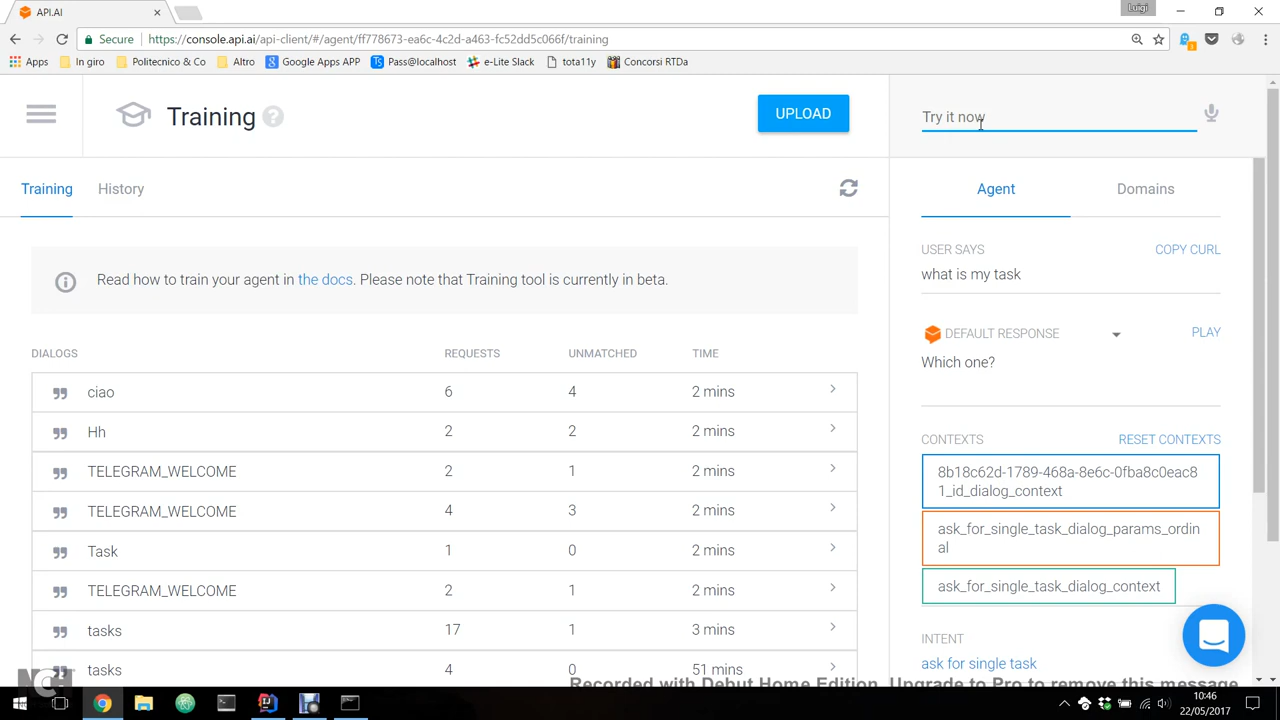 API.AI
Luigi
Secure
https://console.api.ai/api-client/#/agent/ff778673-ea6c-4c2d-a463-fc52dd5c066f/training
Apps
In giro
Politecnico & Co
Altro
Google Apps APP
Pass@localhost
e-Lite Slack
tota11y
Concorsi RTDa
Training
UPLOAD
Try it now
Training
History
Agent
Domains
Read how to train your agent in the docs. Please note that Training tool is currently in beta.
USER SAYS
COPY CURL
what is my task
DEFAULT RESPONSE
PLAY
Which one?
DIALOGS REQUESTS UNMATCHED TIME
ciao 6 4 2 mins
Hh 2 2 2 mins
TELEGRAM_WELCOME 2 1 2 mins
TELEGRAM_WELCOME 4 3 2 mins
Task 1 0 2 mins
TELEGRAM_WELCOME 2 1 2 mins
tasks 17 1 3 mins
tasks 4 0 51 mins
CONTEXTS
RESET CONTEXTS
8b18c62d-1789-468a-8e6c-0fba8c0eac8
1_id_dialog_context
ask_for_single_task_dialog_params_ordin
al
ask_for_single_task_dialog_context
INTENT
ask for single task
NCH
Recorded with Debut Home Edition. Upgrade to Pro to remove this message
10:46
22/05/2017